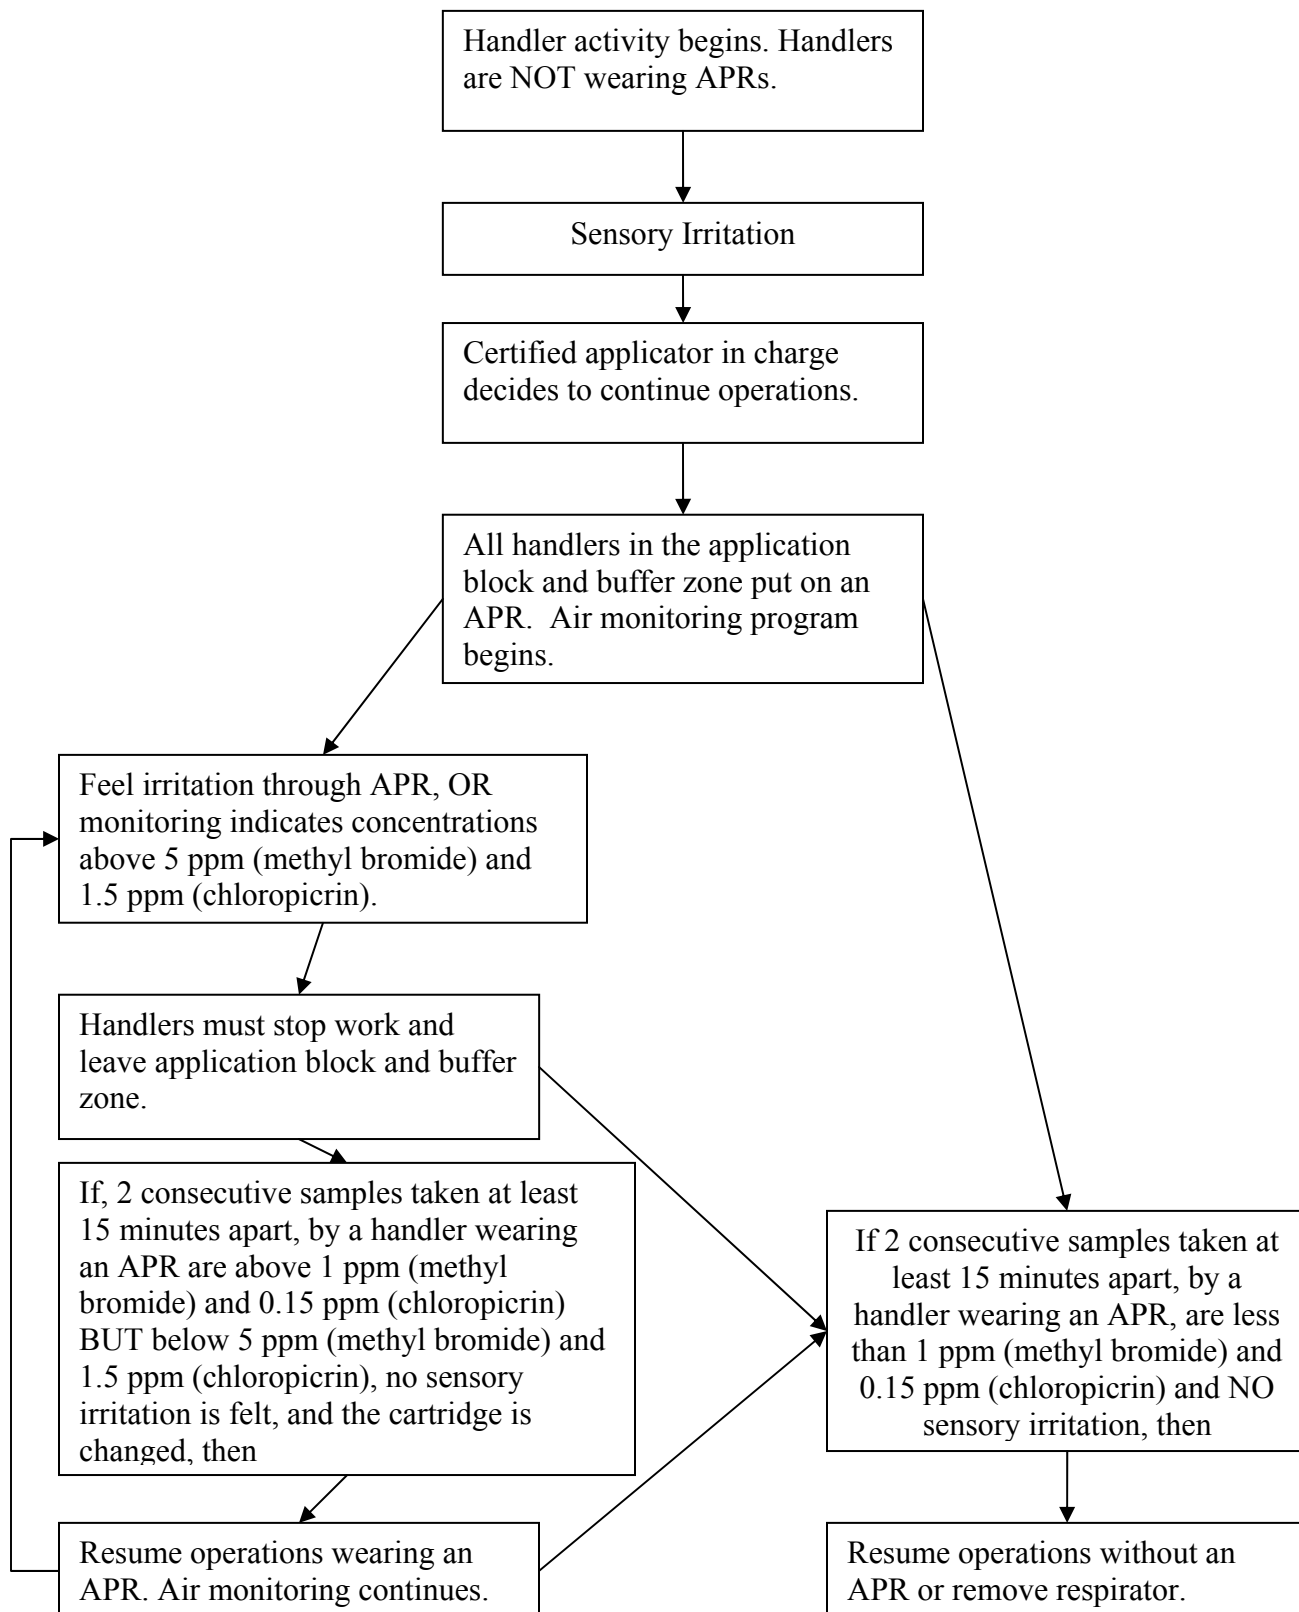 Handler activity begins. Handlers
are NOT wearing APRs.
Sensory Irritation
Certified applicator in charge
decides to continue operations.
All handlers in the application
block and buffer zone put on an
APR.  Air monitoring program
begins.
Feel irritation through APR, OR
monitoring indicates concentrations
above 5 ppm (methyl bromide) and
1.5 ppm (chloropicrin).
Handlers must stop work and
leave application block and buffer
zone.
If, 2 consecutive samples taken at least
15 minutes apart, by a handler wearing
an APR are above 1 ppm (methyl
bromide) and 0.15 ppm (chloropicrin)
BUT below 5 ppm (methyl bromide) and
1.5 ppm (chloropicrin), no sensory
irritation is felt, and the cartridge is
changed, then
If 2 consecutive samples taken at
least 15 minutes apart, by a
handler wearing an APR, are less
than 1 ppm (methyl bromide) and
0.15 ppm (chloropicrin) and NO
sensory irritation, then
Resume operations wearing an
APR. Air monitoring continues.
Resume operations without an
APR or remove respirator.